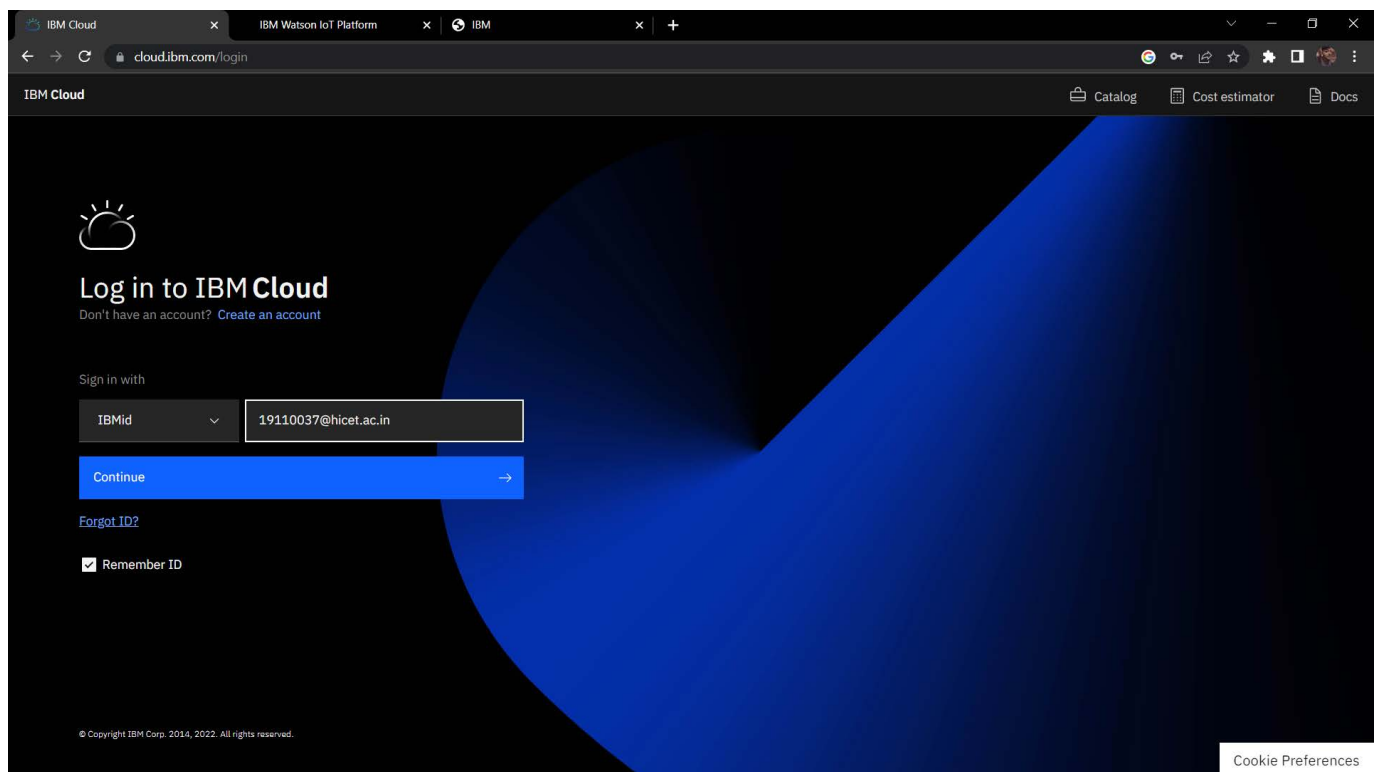 IBM Cloud
IBM Watson IoT Platform
IBM
cloud.ibm.com/login
IBM Cloud
Catalog
Cost estimator
Docs
Log in to IBM Cloud
Don't have an account? Create an account
Sign in with
IBMid
19110037@hicet.ac.in
Continue
Forgot ID?
Remember ID
© Copyright IBM Corp. 2014, 2022. All rights reserved.
Cookie Preferences